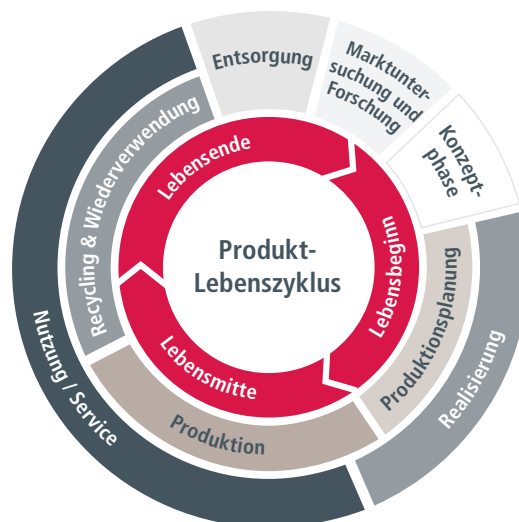 Entsorgung
Marktunter-
suchung und
Forschung
Konzept-
phase
Produktionsplanung
Realisierung
Produktion
Nutzung / Service
Recycling & Wiederverwendung
Lebensende
Lebensbeginn
Lebensmitte
Produkt-
Lebenszyklus